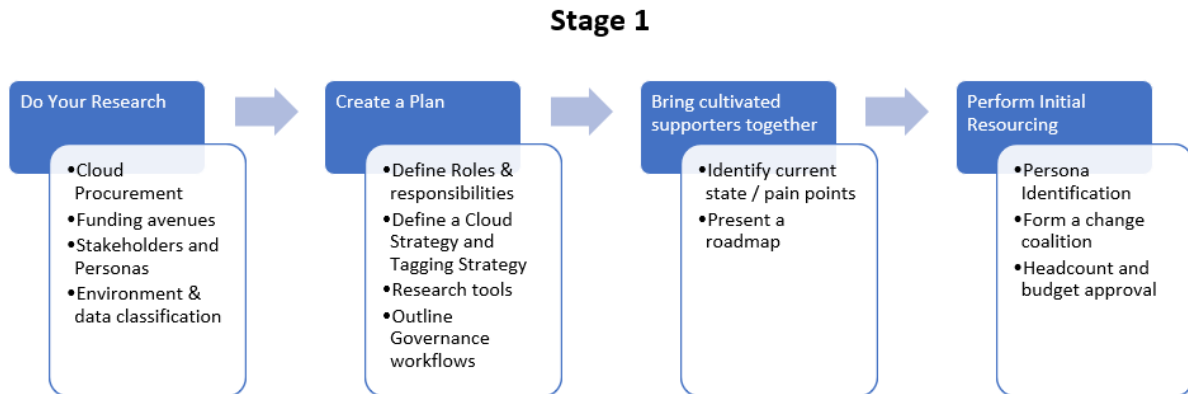 Stage 1
Do Your Research
•Cloud
Procurement
•Funding avenues
•Stakeholders and
Personas
•Environment &
data classification
Create a Plan
•Define Roles &
responsibilities
•Define a Cloud
Strategy and
Tagging Strategy
•Research tools
•Outline
Governance
workflows
Bring cultivated
supporters together
•Identify current
state / pain points
•Present a
roadmap
Perform Initial
Resourcing
•Persona
Identification
•Form a change
coalition
•Headcount and
budget approval